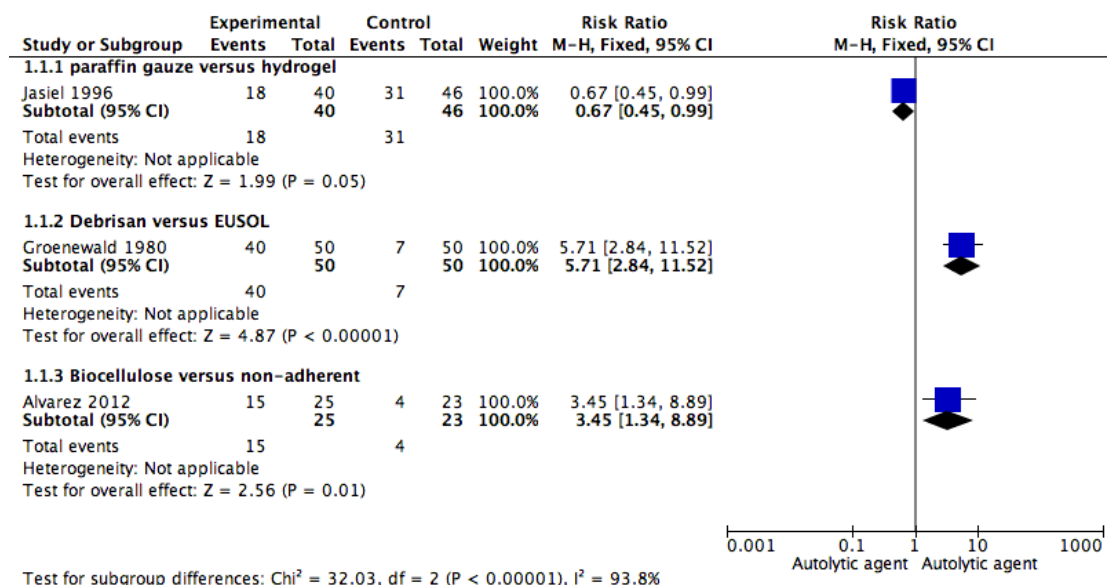 Experimental Control Risk Ratio Risk Ratio
Study or Subgroup Events Total Events Total Weight M-H, Fixed, 95% CI M-H, Fixed, 95% CI
1.1.1 paraffin gauze versus hydrogel
Jasiel 1996 18 40 31 46 100.0% 0.67 [0.45, 0.99]
Subtotal (95% CI) 40 46 100.0% 0.67 [0.45, 0.99]
Total events 18 31
Heterogeneity: Not applicable
Test for overall effect: Z = 1.99 (P = 0.05)
1.1.2 Debrisan versus EUSOL
Groenewald 1980 40 50 7 50 100.0% 5.71 [2.84, 11.52]
Subtotal (95% CI) 50 50 100.0% 5.71 [2.84, 11.52]
Total events 40 7
Heterogeneity: Not applicable
Test for overall effect: Z = 4.87 (P < 0.00001)
1.1.3 Biocellulose versus non-adherent
Alvarez 2012 15 25 4 23 100.0% 3.45 [1.34, 8.89]
Subtotal (95% CI) 25 23 100.0% 3.45 [1.34, 8.89]
Total events 15 4
Heterogeneity: Not applicable
Test for overall effect: Z = 2.56 (P = 0.01)
0.001 0.1 1 10 1000
Autolytic agent Autolytic agent
Test for subgroup differences: Chi² = 32.03, df = 2 (P < 0.00001), I² = 93.8%